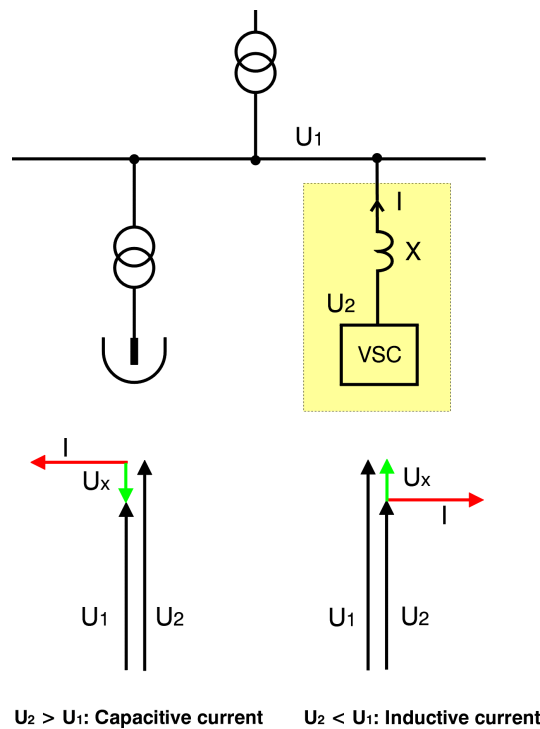 U1
I
X
U2
VSC
I
Ux
Ux
I
U1
U2
U1
U2
U2 > U1: Capacitive current
U2 < U1: Inductive current